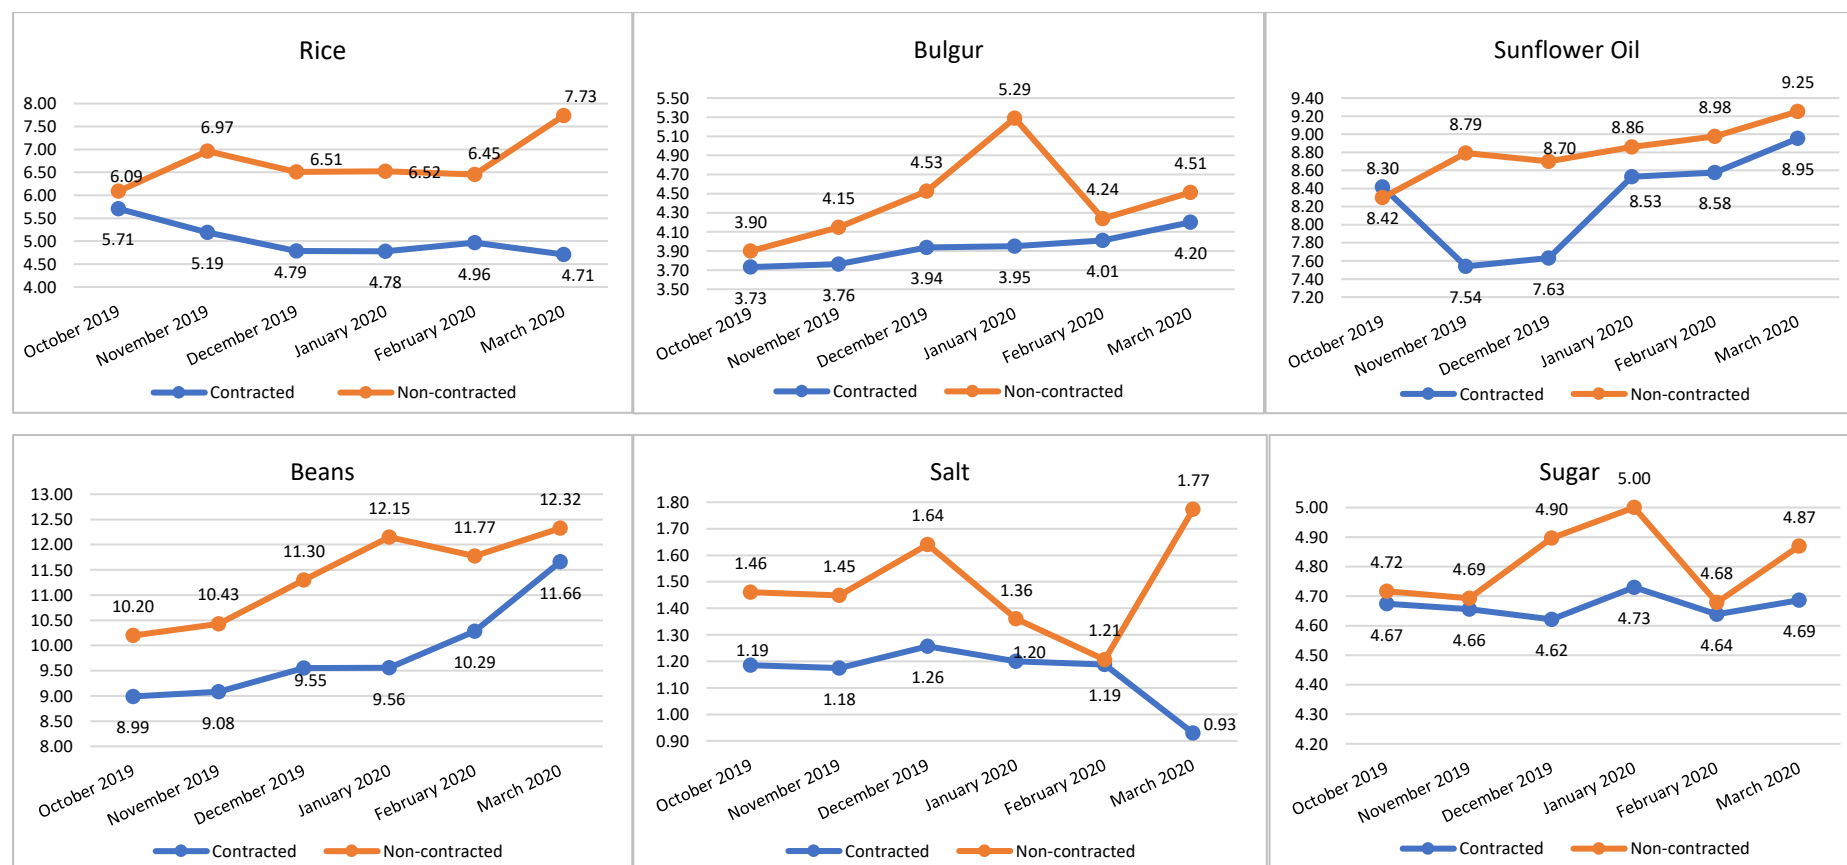 Rice
8.00
7.50
7.00
6.50
6.00
5.50
5.00
4.50
4.00
6.09
6.97
6.51
6.52
6.45
7.73
5.71
5.19
4.79
4.78
4.96
4.71
October 2019
November 2019
December 2019
January 2020
February 2020
March 2020
Contracted
Non-contracted
Bulgur
5.50
5.30
5.10
4.90
4.70
4.50
4.30
4.10
3.90
3.70
3.50
3.90
4.15
4.53
5.29
4.24
4.51
3.73
3.76
3.94
3.95
4.01
4.20
October 2019
November 2019
December 2019
January 2020
February 2020
March 2020
Contracted
Non-contracted
Sunflower Oil
9.40
9.20
9.00
8.80
8.60
8.40
8.20
8.00
7.80
7.60
7.40
7.20
8.30
8.79
8.70
8.86
8.98
9.25
8.42
7.54
7.63
8.53
8.58
8.95
October 2019
November 2019
December 2019
January 2020
February 2020
March 2020
Contracted
Non-contracted
Beans
13.00
12.50
12.00
11.50
11.00
10.50
10.00
9.50
9.00
8.50
8.00
10.20
10.43
11.30
12.15
11.77
12.32
8.99
9.08
9.55
9.56
10.29
11.66
October 2019
November 2019
December 2019
January 2020
February 2020
March 2020
Contracted
Non-contracted
Salt
1.80
1.70
1.60
1.50
1.40
1.30
1.20
1.10
1.00
0.90
1.46
1.45
1.64
1.36
1.21
1.77
1.19
1.18
1.26
1.20
1.19
0.93
October 2019
November 2019
December 2019
January 2020
February 2020
March 2020
Contracted
Non-contracted
Sugar
5.00
4.90
4.80
4.70
4.60
4.50
4.40
4.30
4.20
4.72
4.69
4.90
5.00
4.68
4.87
4.67
4.66
4.62
4.73
4.64
4.69
October 2019
November 2019
December 2019
January 2020
February 2020
March 2020
Contracted
Non-contracted